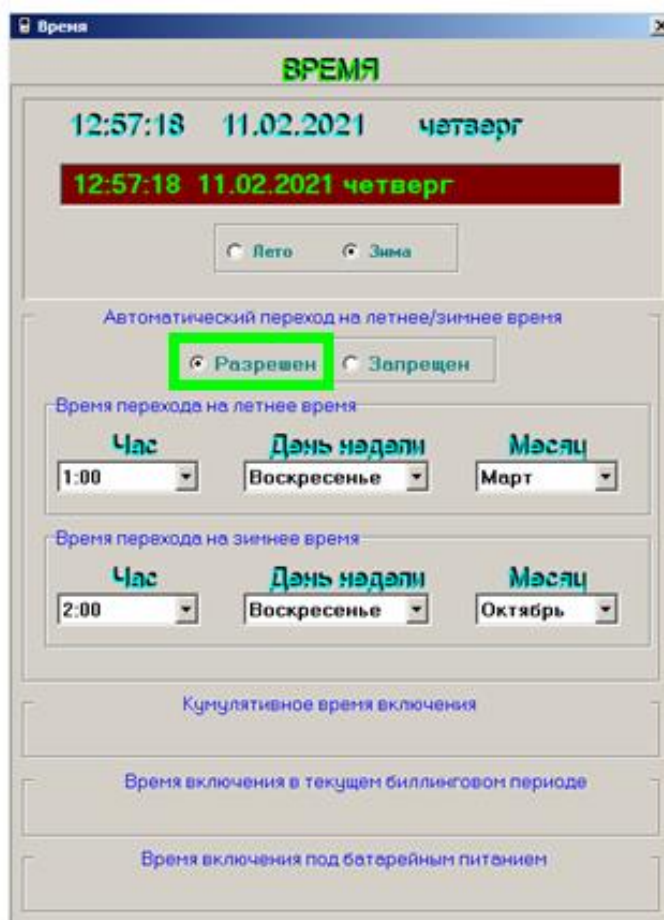 Время
ВРЕМЯ
12:57:18 11.02.2021 четверг
12:57:18 11.02.2021 четверг
Лето Зима
Автоматический переход на летнее/зимнее время
Разрешен Запрещен
Время перехода на летнее время
Час День недели Месяц
1:00 Воскресенье Март
Время перехода на зимнее время
Час День недели Месяц
2:00 Воскресенье Октябрь
Кумулятивное время включения
Время включения в текущем биллинговом периоде
Время включения под батарейным питанием